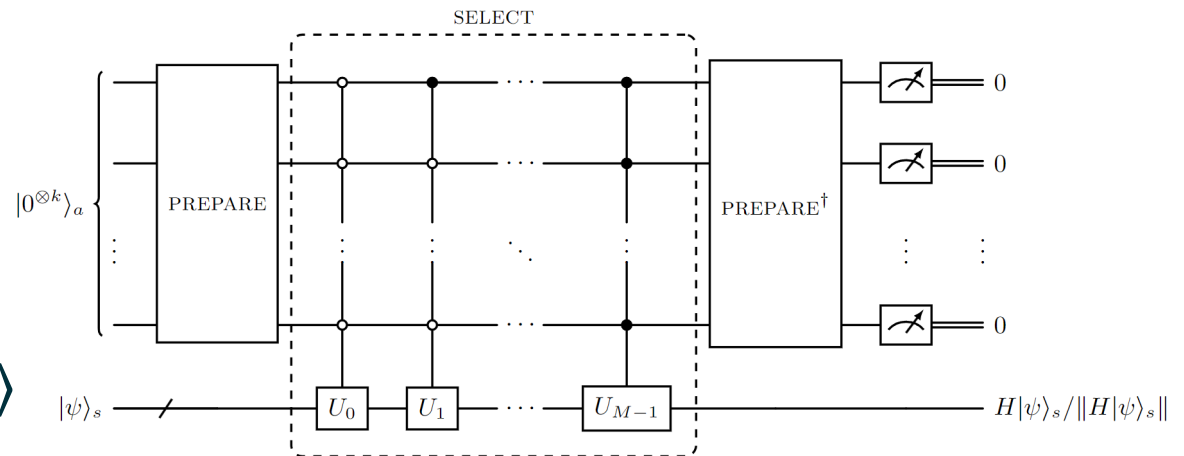 SELECT
0
0
|0^{⊗k}⟩_a
PREPARE
PREPARE^†
0
|ψ⟩_s
U_0
U_1
U_{M−1}
H|ψ⟩_s/‖H|ψ⟩_s‖